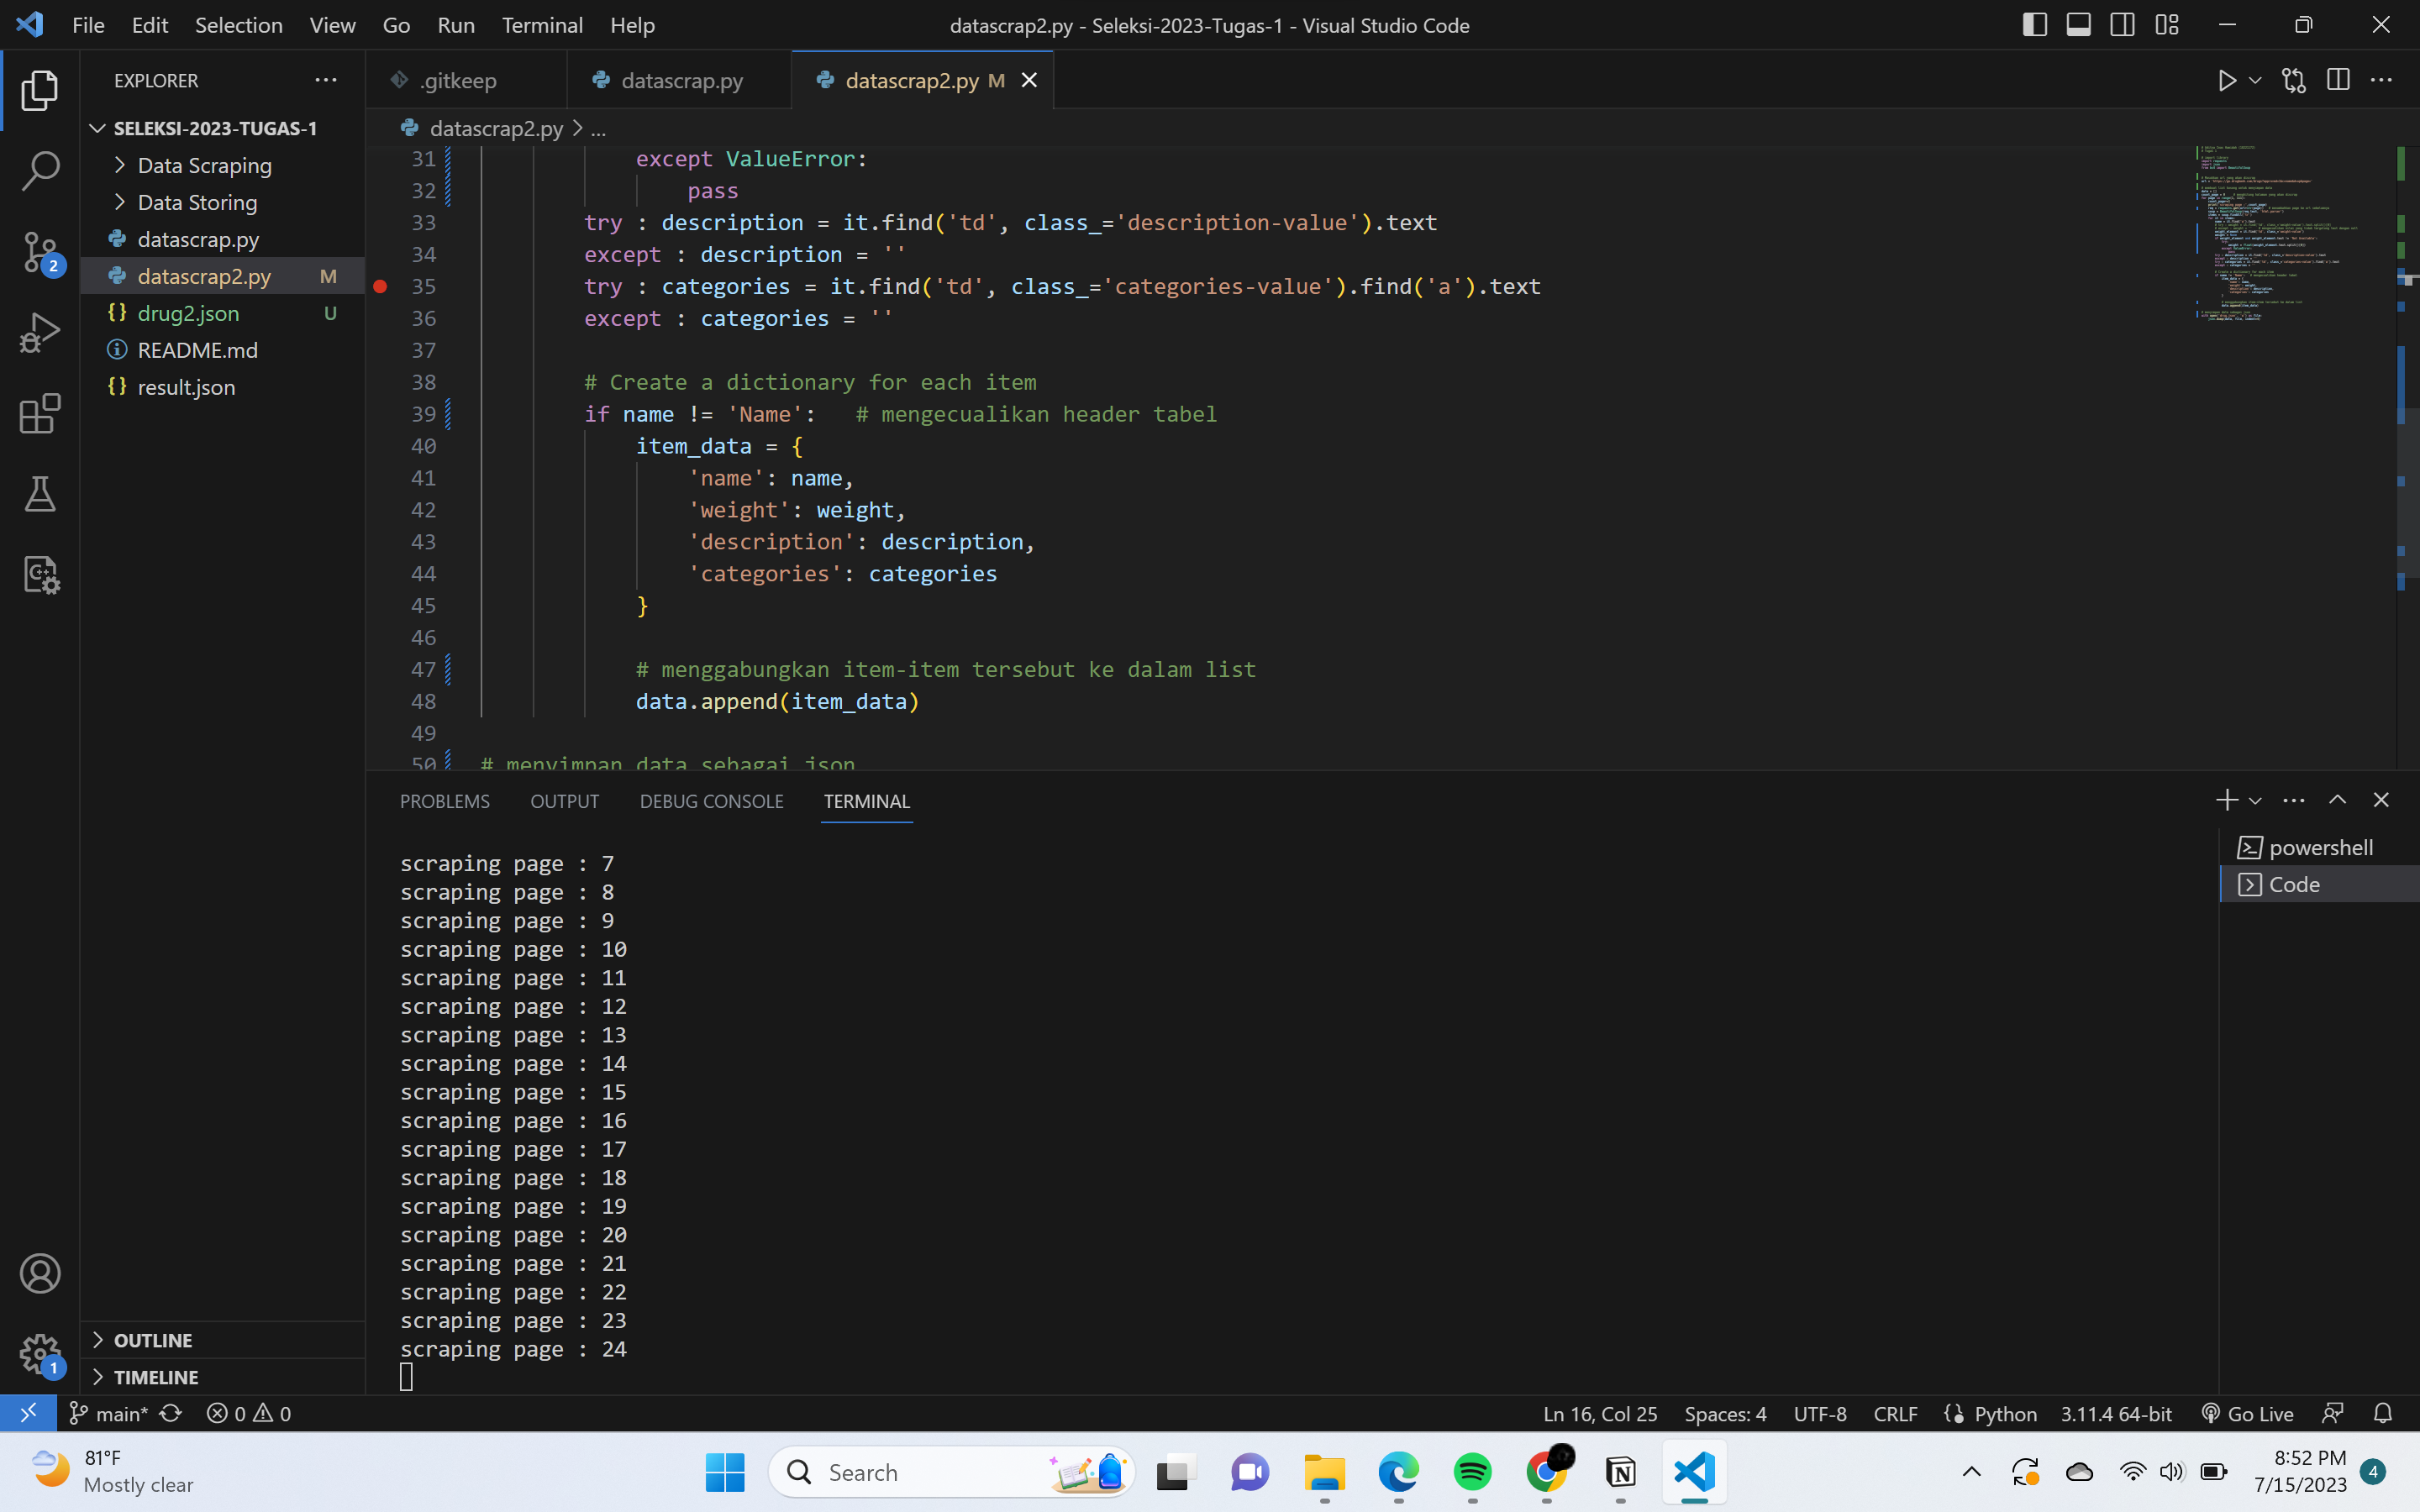 File Edit Selection View Go Run Terminal Help
datascrap2.py - Seleksi-2023-Tugas-1 - Visual Studio Code
EXPLORER
SELEKSI-2023-TUGAS-1
Data Scraping
Data Storing
datascrap.py
datascrap2.py M
drug2.json U
README.md
result.json
OUTLINE
TIMELINE
2
1
.gitkeep
datascrap.py
datascrap2.py M
datascrap2.py > ...
31 except ValueError:
32 pass
33 try : description = it.find('td', class_='description-value').text
34 except : description = ''
35 try : categories = it.find('td', class_='categories-value').find('a').text
36 except : categories = ''
37
38 # Create a dictionary for each item
39 if name != 'Name': # mengecualikan header tabel
40 item_data = {
41 'name': name,
42 'weight': weight,
43 'description': description,
44 'categories': categories
45 }
46
47 # menggabungkan item-item tersebut ke dalam list
48 data.append(item_data)
49
50 # menyimpan data sebagai json
PROBLEMS OUTPUT DEBUG CONSOLE TERMINAL
powershell
Code
scraping page : 7
scraping page : 8
scraping page : 9
scraping page : 10
scraping page : 11
scraping page : 12
scraping page : 13
scraping page : 14
scraping page : 15
scraping page : 16
scraping page : 17
scraping page : 18
scraping page : 19
scraping page : 20
scraping page : 21
scraping page : 22
scraping page : 23
scraping page : 24
main* 0 0
Ln 16, Col 25 Spaces: 4 UTF-8 CRLF Python 3.11.4 64-bit Go Live
81°F
Mostly clear
Search
8:52 PM
7/15/2023
4